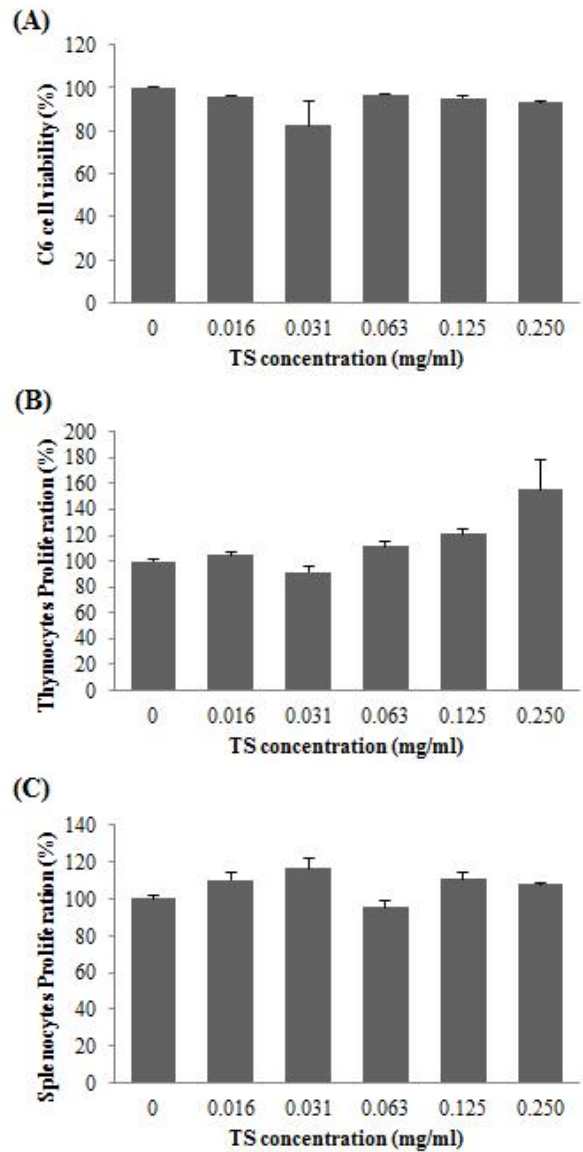 (A)
C6 cell viability (%)
120
100
80
60
40
20
0
0 0.016 0.031 0.063 0.125 0.250
TS concentration (mg/ml)
(B)
Thymocytes Proliferation (%)
200
180
160
140
120
100
80
60
40
20
0
0 0.016 0.031 0.063 0.125 0.250
TS concentration (mg/ml)
(C)
Splenocytes Proliferation (%)
140
120
100
80
60
40
20
0
0 0.016 0.031 0.063 0.125 0.250
TS concentration (mg/ml)